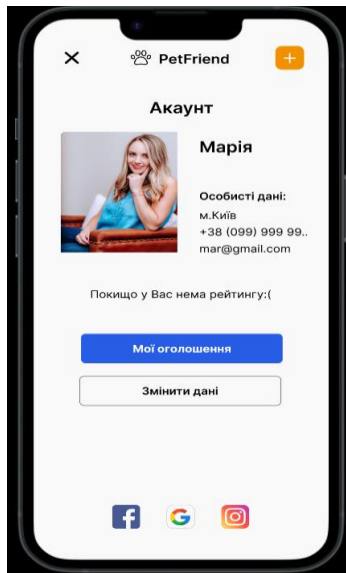 PetFriend
Акаунт
Марія
Особисті дані:
м.Київ
+38 (099) 999 99..
mar@gmail.com
Покищо у Вас нема рейтингу:(
Мої оголошення
Змінити дані